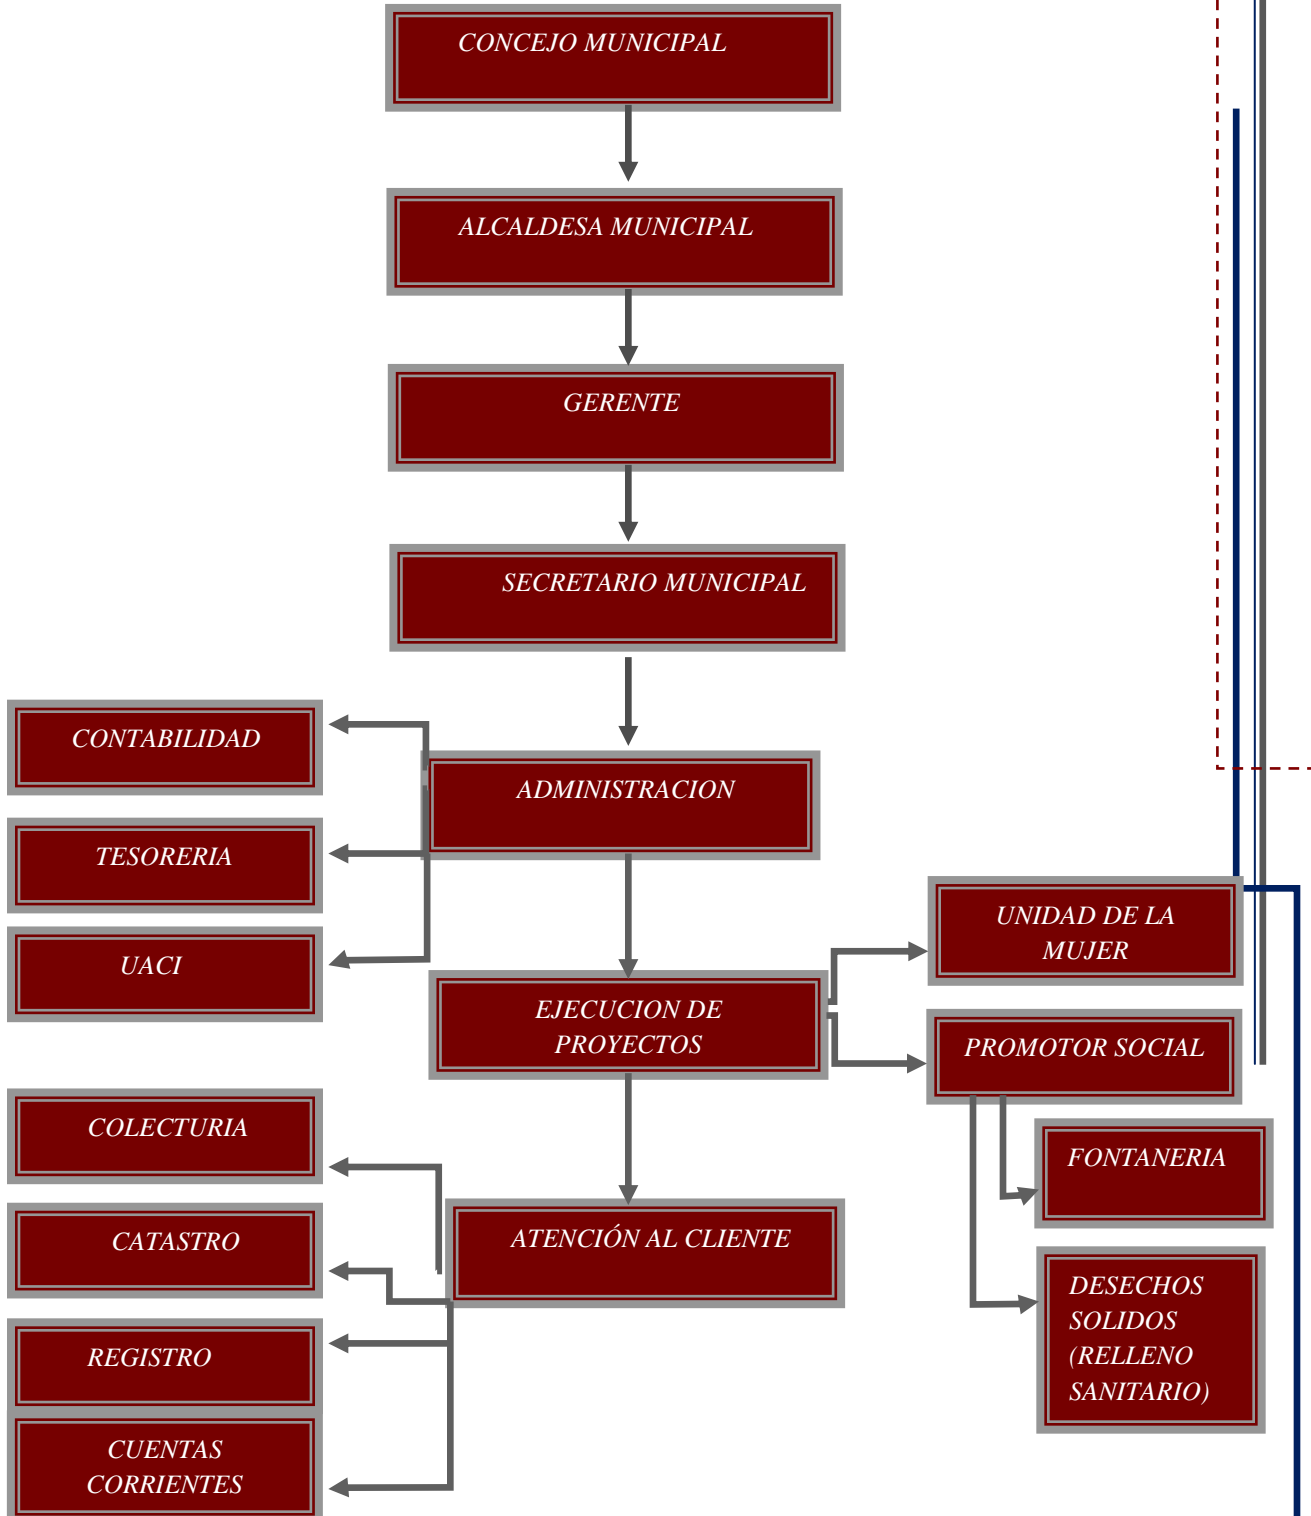 CONCEJO MUNICIPAL
ALCALDESA MUNICIPAL
GERENTE
SECRETARIO MUNICIPAL
CONTABILIDAD
ADMINISTRACION
TESORERIA
UACI
UNIDAD DE LA
MUJER
EJECUCION DE
PROYECTOS
PROMOTOR SOCIAL
COLECTURIA
FONTANERIA
CATASTRO
ATENCIÓN AL CLIENTE
DESECHOS
SOLIDOS
(RELLENO
SANITARIO)
REGISTRO
CUENTAS
CORRIENTES